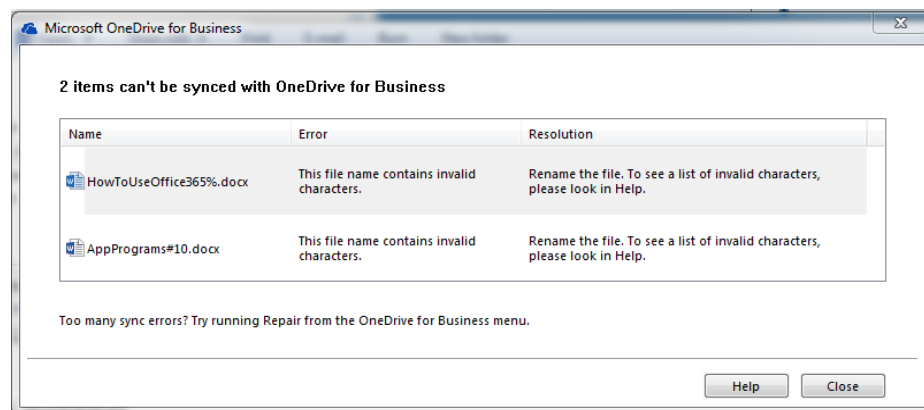 Microsoft OneDrive for Business
2 items can't be synced with OneDrive for Business
Name Error Resolution
HowToUseOffice365%.docx This file name contains invalid characters. Rename the file. To see a list of invalid characters, please look in Help.
AppPrograms#10.docx This file name contains invalid characters. Rename the file. To see a list of invalid characters, please look in Help.
Too many sync errors? Try running Repair from the OneDrive for Business menu.
Help Close